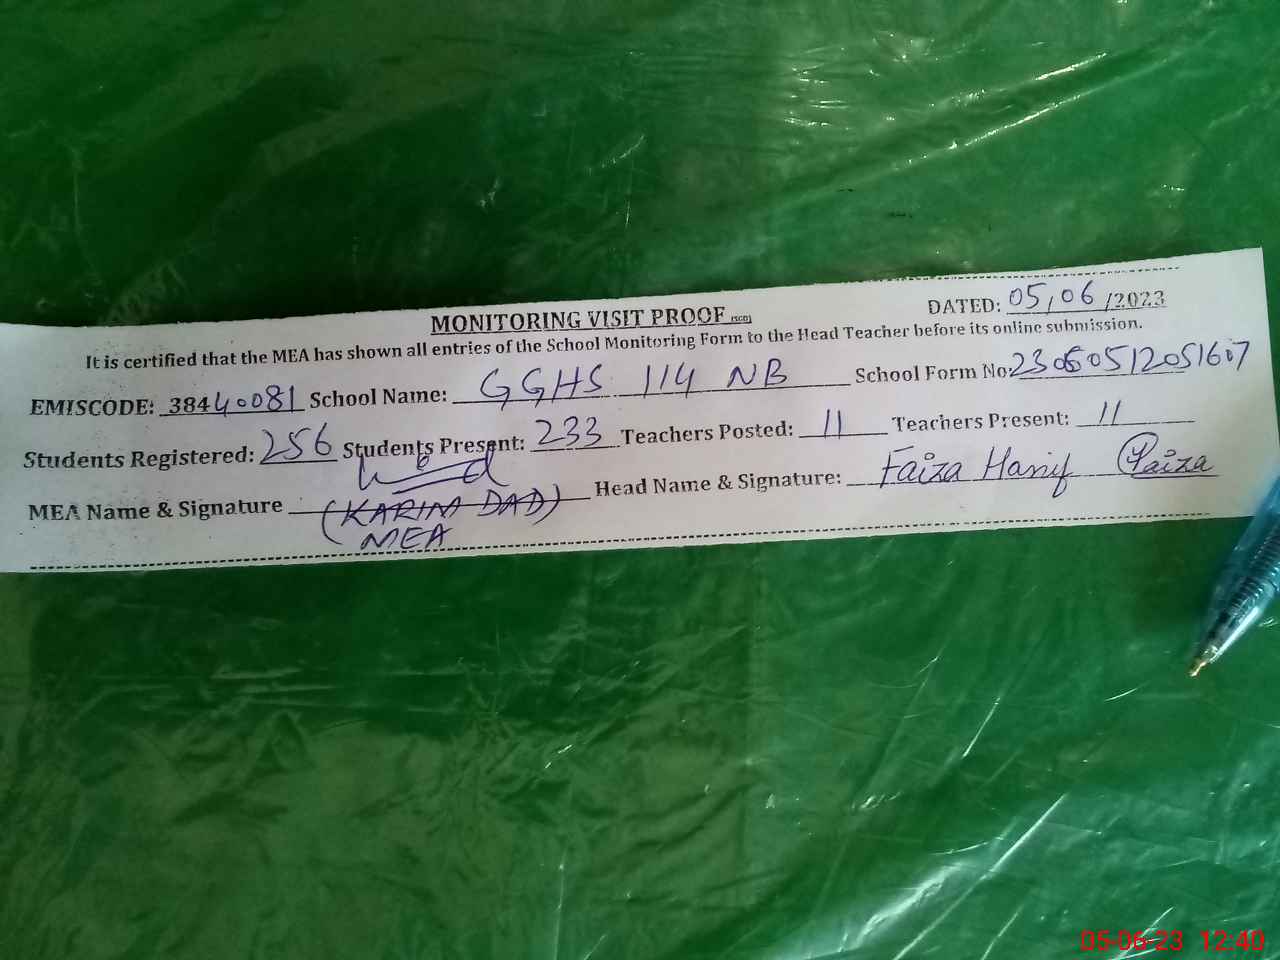 MONITORING VISIT PROOF DATED: 05/06/2023
It is certified that the MEA has shown all entries of the School Monitoring Form to the Head Teacher before its online submission.
EMISCODE: 38440081 School Name: GGHS 114 NB School Form No: 
Students Registered: 256 Students Present: 233 Teachers Posted: 11 Teachers Present: 11
MEA Name & Signature (KARIM DAD) Head Name & Signature: Faiza Hanif Faiza
MEA
05-06-23 12:40